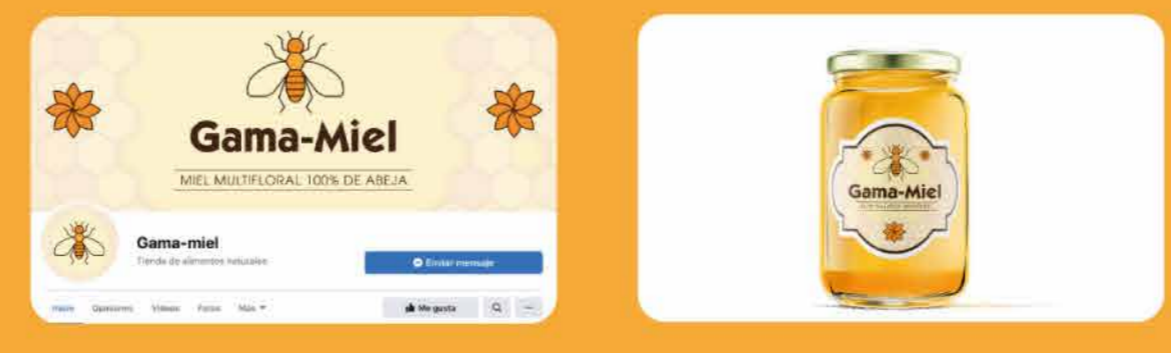 Gama-Miel
MIEL MULTIFLORAL 100% DE ABEJA
Gama-miel
Tienda de alimentos naturales
Enviar mensaje
Inicio Opiniones Videos Fotos Más
Me gusta
Gama-Miel